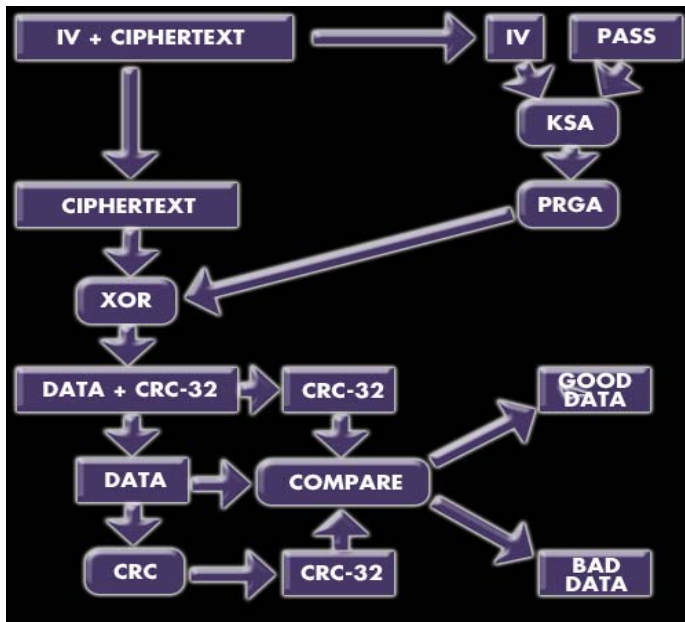 IV + CIPHERTEXT
IV
PASS
KSA
CIPHERTEXT
PRGA
XOR
DATA + CRC-32
CRC-32
GOOD
DATA
DATA
COMPARE
CRC
CRC-32
BAD
DATA